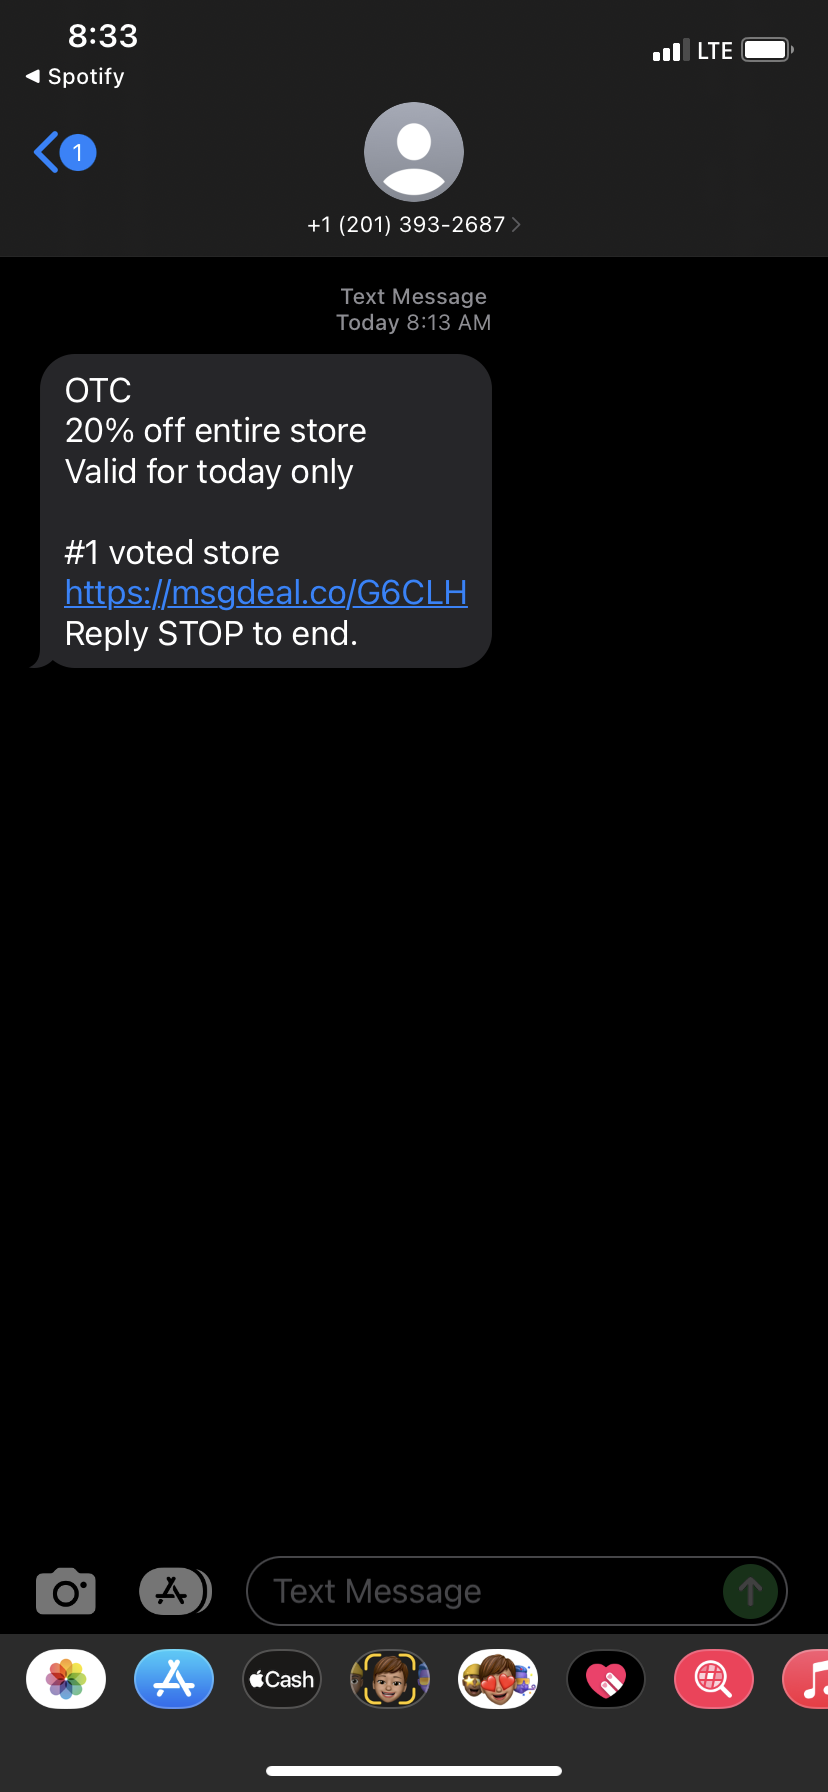 8:33
LTE
◀ Spotify
1
+1 (201) 393-2687
Text Message
Today 8:13 AM
OTC
20% off entire store
Valid for today only
#1 voted store
https://msgdeal.co/G6CLH
Reply STOP to end.
Text Message
Cash